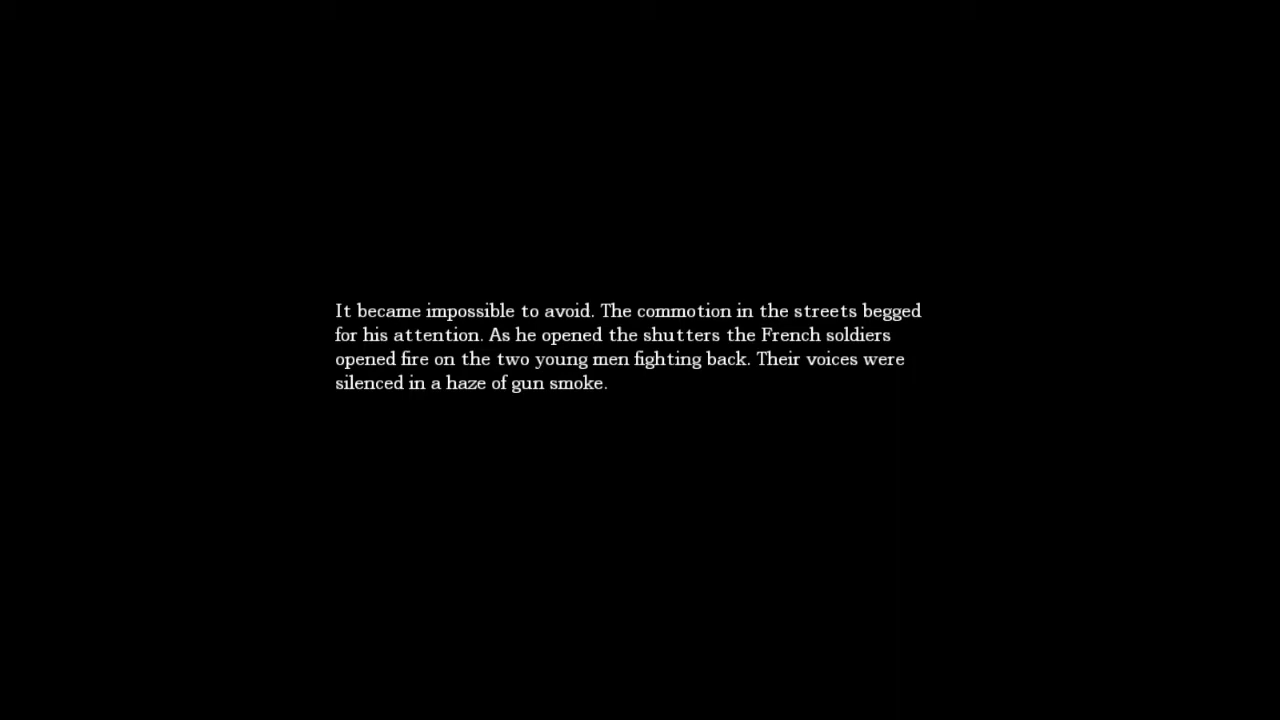 It became impossible to avoid. The commotion in the streets begged
for his attention. As he opened the shutters the French soldiers
opened fire on the two young men fighting back. Their voices were
silenced in a haze of gun smoke.